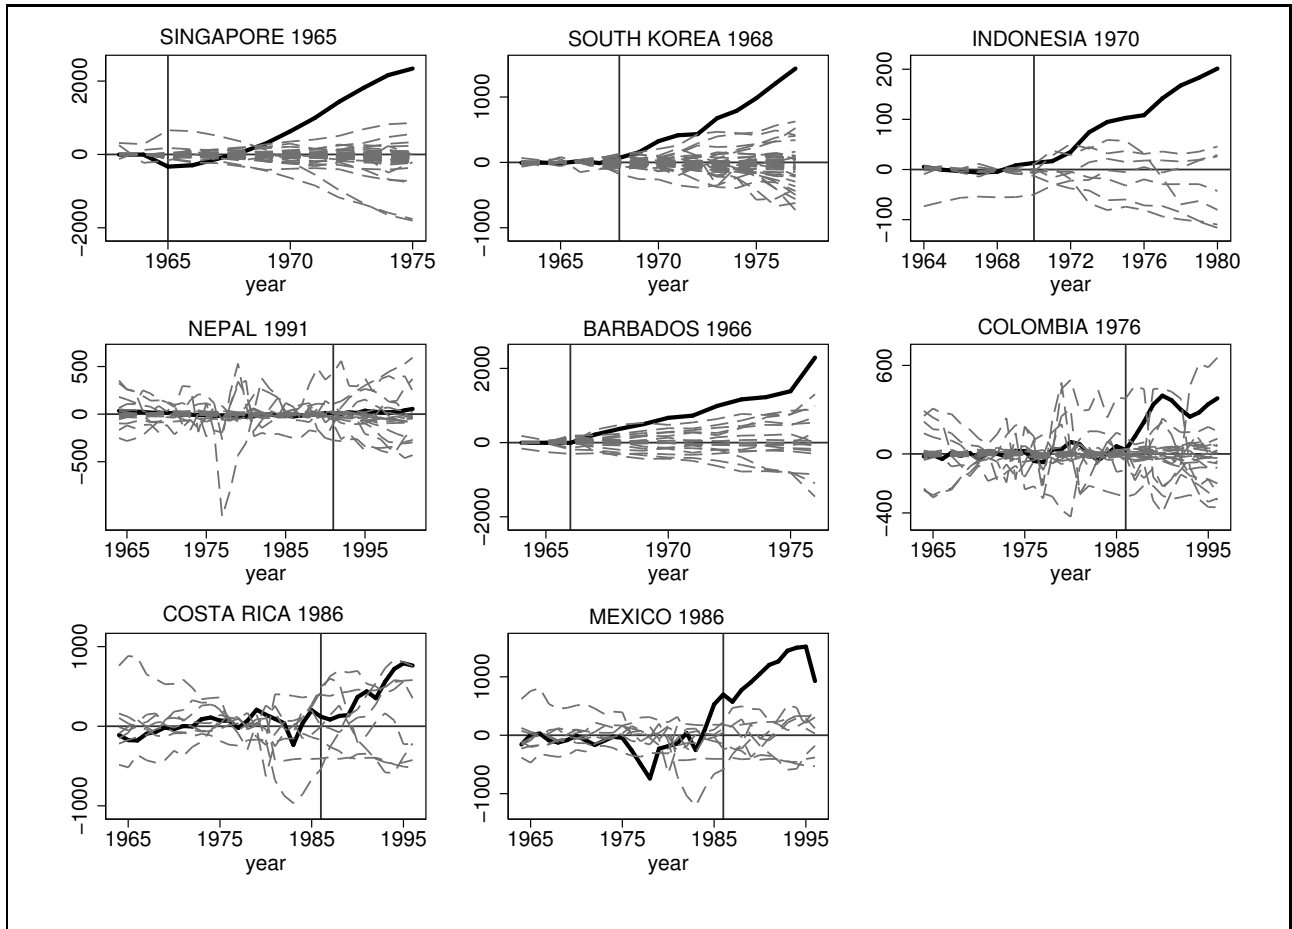 SINGAPORE 1965
−2000 0 2000
1965 1970 1975
year
SOUTH KOREA 1968
−1000 0 1000
1965 1970 1975
year
INDONESIA 1970
−100 0 100 200
1964 1968 1972 1976 1980
year
NEPAL 1991
−500 0 500
1965 1975 1985 1995
year
BARBADOS 1966
−2000 0 2000
1965 1970 1975
year
COLOMBIA 1976
−400 0 600
1965 1975 1985 1995
year
COSTA RICA 1986
−1000 0 1000
1965 1975 1985 1995
year
MEXICO 1986
−1000 0 1000
1965 1975 1985 1995
year